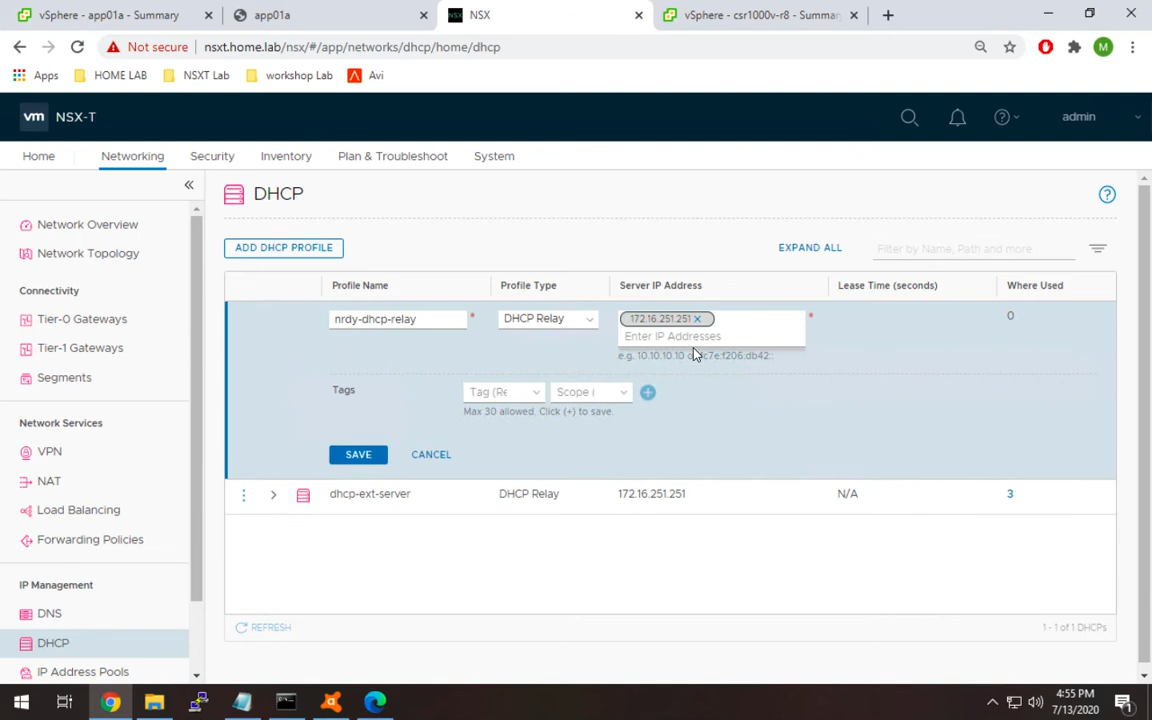 vSphere - app01a - Summary
app01a
NSX
vSphere - csr1000v-r8 - Summar
Not secure
nsxt.home.lab/nsx/#/app/networks/dhcp/home/dhcp
M
Apps
HOME LAB
NSXT Lab
workshop Lab
Avi
vm
NSX-T
admin
Home
Networking
Security
Inventory
Plan & Troubleshoot
System
Network Overview
Network Topology
Connectivity
Tier-0 Gateways
Tier-1 Gateways
Segments
Network Services
VPN
NAT
Load Balancing
Forwarding Policies
IP Management
DNS
DHCP
IP Address Pools
DHCP
ADD DHCP PROFILE
EXPAND ALL
Filter by Name, Path and more
Profile Name
Profile Type
Server IP Address
Lease Time (seconds)
Where Used
nrdy-dhcp-relay
*
DHCP Relay
172.16.251.251
*
0
Enter IP Addresses
e.g. 10.10.10.10 c7e:f206:db42::
Tags
Tag (Re
Scope (
Max 30 allowed. Click (+) to save.
SAVE
CANCEL
dhcp-ext-server
DHCP Relay
172.16.251.251
N/A
3
REFRESH
1 - 1 of 1 DHCPs
4:55 PM
7/13/2020
1